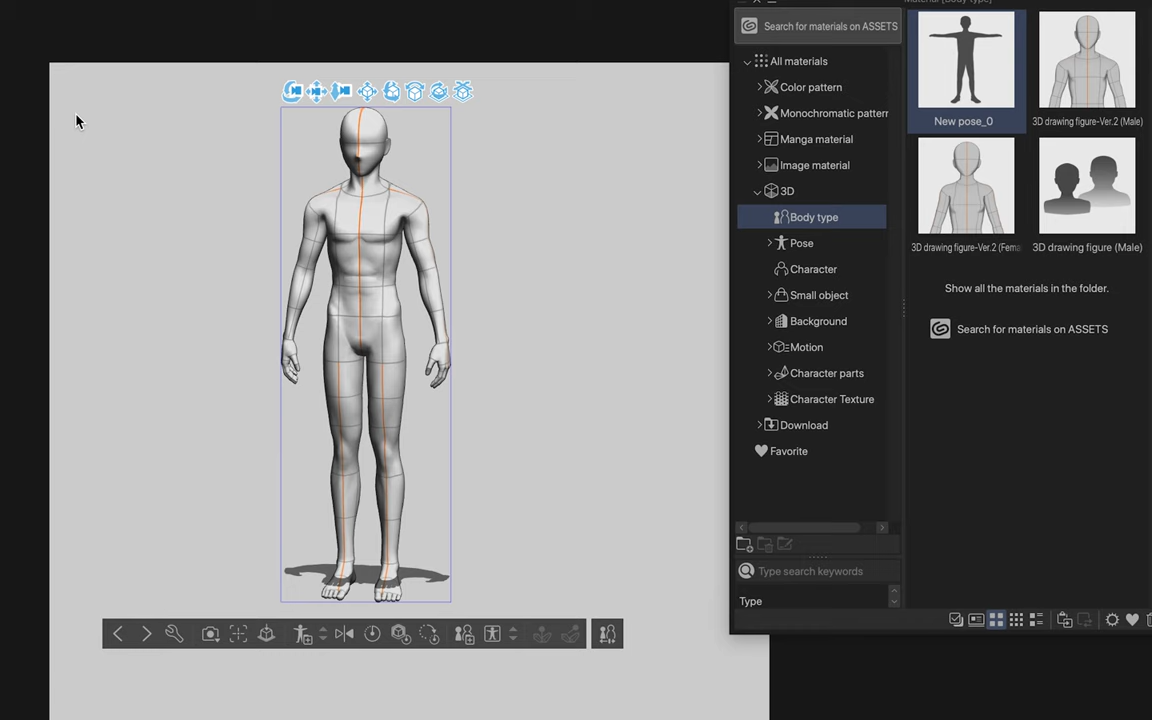 Material [Body type]
Search for materials on ASSETS
All materials
Color pattern
Monochromatic pattern
Manga material
Image material
3D
Body type
Pose
Character
Small object
Background
Motion
Character parts
Character Texture
Download
Favorite
Type search keywords
Type
New pose_0
3D drawing figure-Ver.2 (Male)
3D drawing figure-Ver.2 (Fema
3D drawing figure (Male)
Show all the materials in the folder.
Search for materials on ASSETS